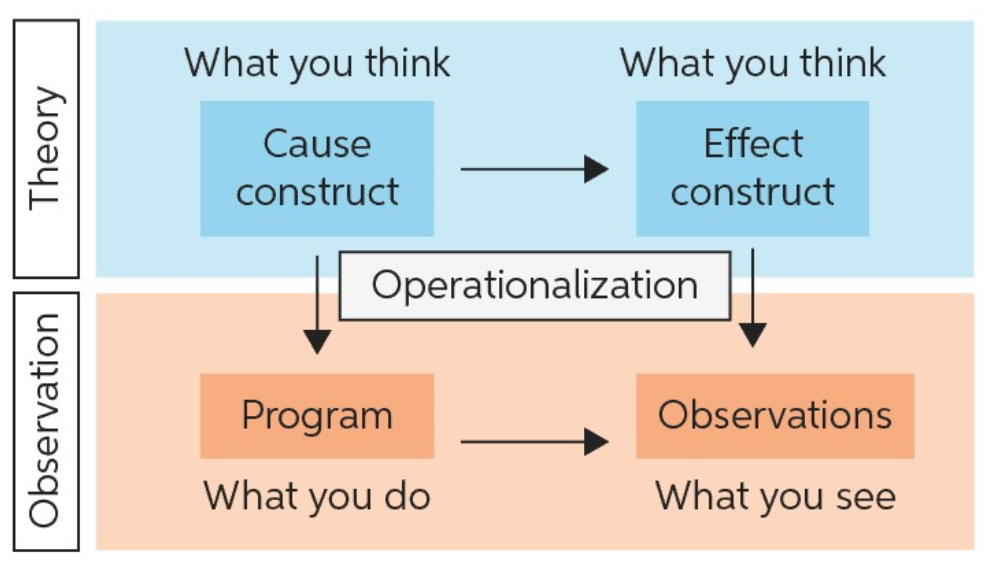 Theory
What you think
What you think
Cause
construct
Effect
construct
Operationalization
Observation
Program
Observations
What you do
What you see